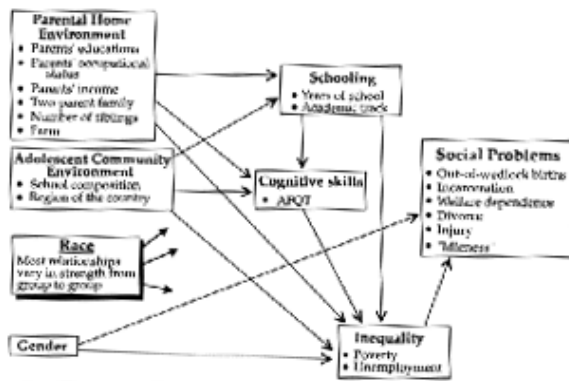 Parental Home
Environment
• Parents' educations
• Parents' occupational
status
• Parents' income
• Two parent family
• Number of siblings
• Farm
Adolescent Community
Environment
• School composition
• Region of the country
Race
Most relationships
vary in strength from
group to group
Gender
Schooling
• Years of school
• Academic track
Cognitive skills
• AFQT
Inequality
• Poverty
• Unemployment
Social Problems
• Out-of-wedlock births
• Incarceration
• Welfare dependence
• Divorce
• Injury
• "Idleness"